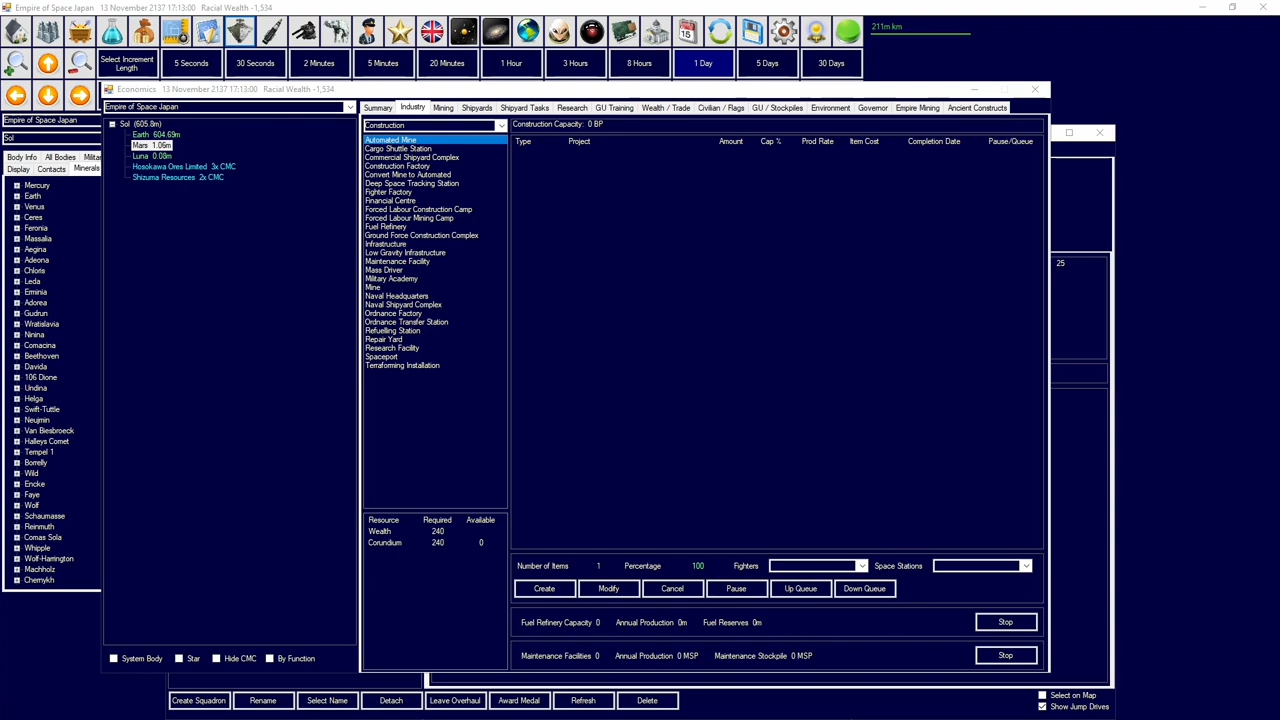 Empire of Space Japan   13 November 2137 17:13:00   Racial Wealth -1,534
211m km
Select Increment Length
5 Seconds
30 Seconds
2 Minutes
5 Minutes
20 Minutes
1 Hour
3 Hours
8 Hours
1 Day
5 Days
30 Days
Economics   13 November 2137 17:13:00   Racial Wealth -1,534
Empire of Space Japan
Sol
Body Info   All Bodies
Display   Contacts   Minerals
Mercury
Earth
Venus
Ceres
Feronia
Massalia
Aegina
Adeona
Chloris
Leda
Erminia
Adorea
Gudrun
Wratislavia
Ninina
Comacina
Beethoven
Davida
106 Dione
Undina
Helga
Swift-Tuttle
Neujmin
Van Biesbroeck
Halleys Comet
Tempel 1
Borrelly
Wild
Encke
Faye
Wolf
Schaumasse
Reinmuth
Comas Sola
Whipple
Wolf-Harrington
Machholz
Chernykh
Empire of Space Japan
Sol  (605.8m)
Earth  604.69m
Mars  1.06m
Luna  0.08m
Hosokawa Ores Limited  3x CMC
Shizuma Resources  2x CMC
System Body   Star   Hide CMC   By Function
Summary   Industry   Mining   Shipyards   Shipyard Tasks   Research   GU Training   Wealth / Trade   Civilian / Flags   GU / Stockpiles   Environment   Governor   Empire Mining   Ancient Constructs
Construction
Automated Mine
Cargo Shuttle Station
Commercial Shipyard Complex
Construction Factory
Convert Mine to Automated
Deep Space Tracking Station
Fighter Factory
Financial Centre
Forced Labour Construction Camp
Forced Labour Mining Camp
Fuel Refinery
Ground Force Construction Complex
Infrastructure
Low Gravity Infrastructure
Maintenance Facility
Mass Driver
Military Academy
Mine
Naval Headquarters
Naval Shipyard Complex
Ordnance Factory
Ordnance Transfer Station
Refuelling Station
Repair Yard
Research Facility
Spaceport
Terraforming Installation
Resource   Required   Available
Wealth   240
Corundium   240   0
Construction Capacity:  0 BP
Type   Project   Amount   Cap %   Prod Rate   Item Cost   Completion Date   Pause/Queue
Number of Items   1   Percentage   100   Fighters   Space Stations
Create   Modify   Cancel   Pause   Up Queue   Down Queue
Fuel Refinery Capacity  0   Annual Production  0m   Fuel Reserves  0m   Stop
Maintenance Facilities  0   Annual Production  0 MSP   Maintenance Stockpile  0 MSP   Stop
25
Create Squadron   Rename   Select Name   Detach   Leave Overhaul   Award Medal   Refresh   Delete
Select on Map
Show Jump Drives